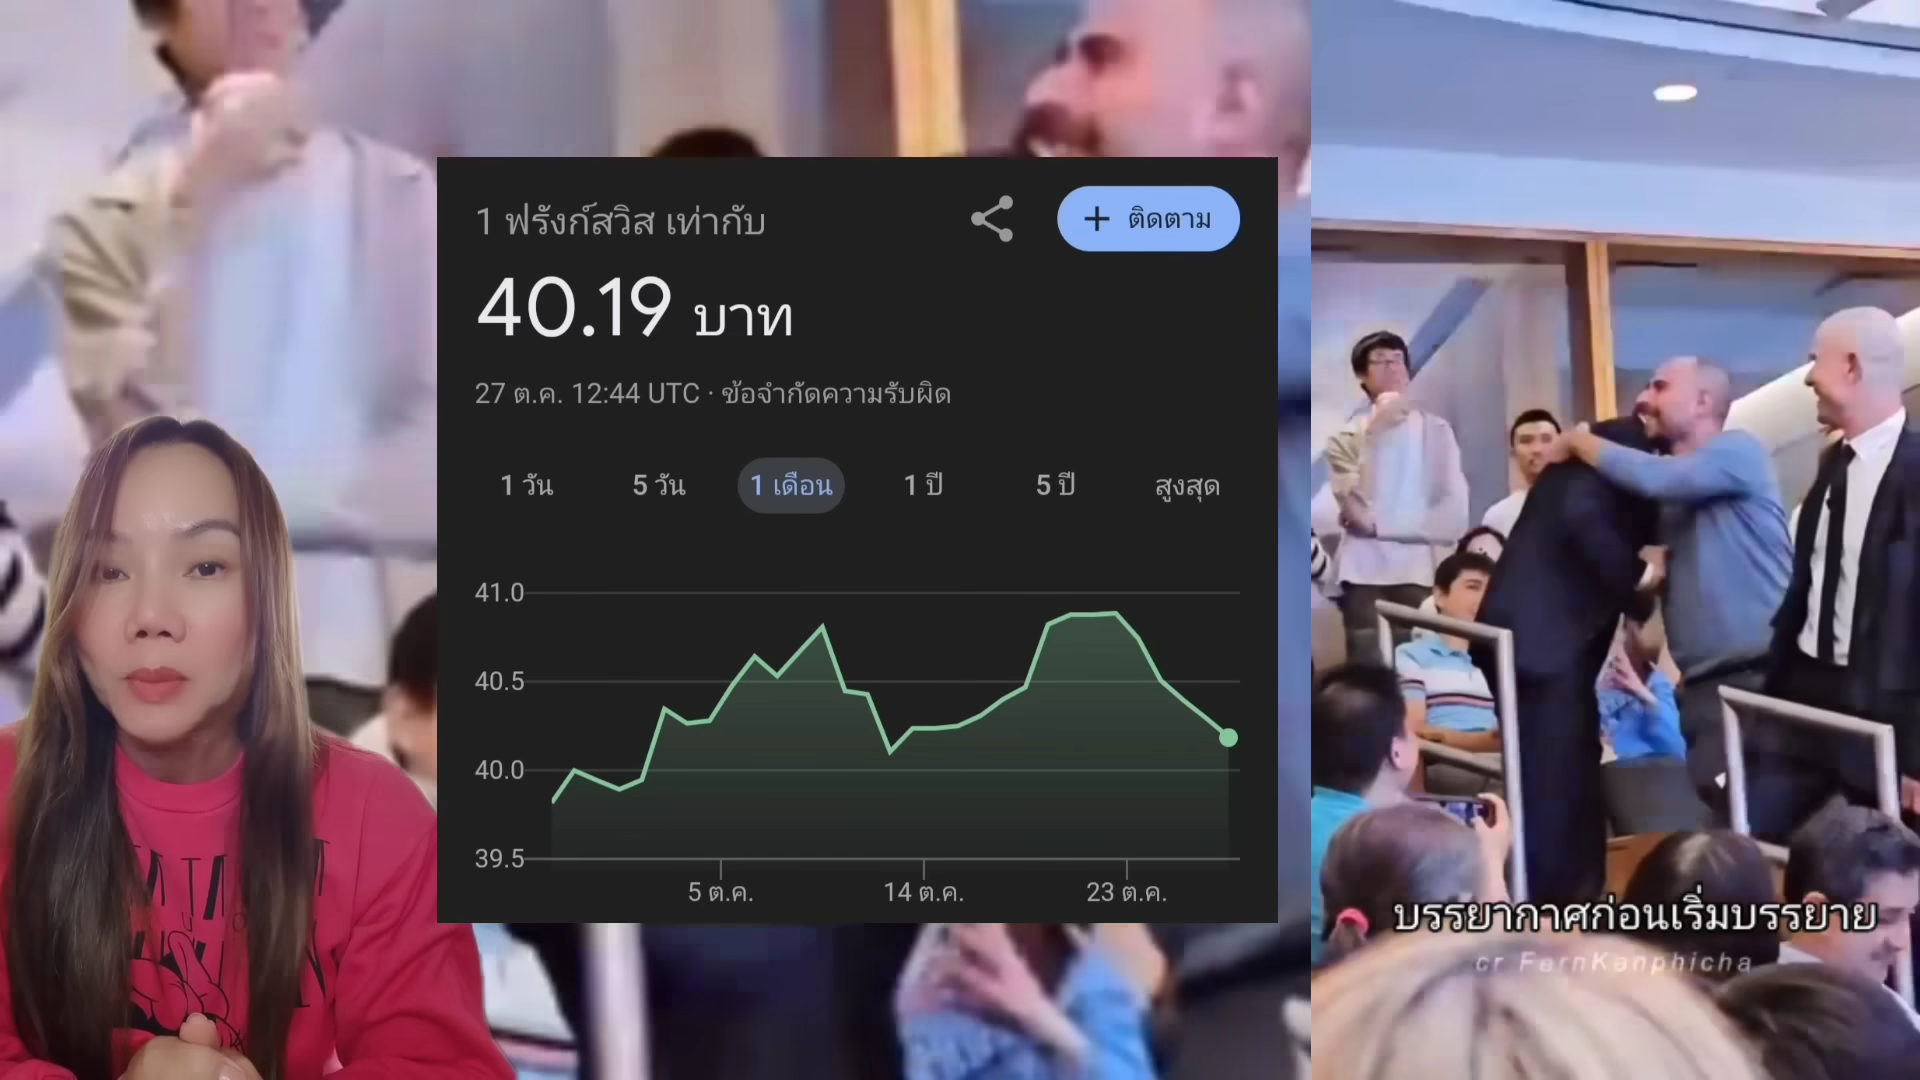 1 ฟรังก์สวิส เท่ากับ
ติดตาม
40.19 บาท
27 ต.ค. 12:44 UTC · ข้อจำกัดความรับผิด
1 วัน
5 วัน
1 เดือน
1 ปี
5 ปี
สูงสุด
41.0
40.5
40.0
39.5
5 ต.ค.
14 ต.ค.
23 ต.ค.
บรรยากาศก่อนเริ่มบรรยาย
cr FernKanphicha